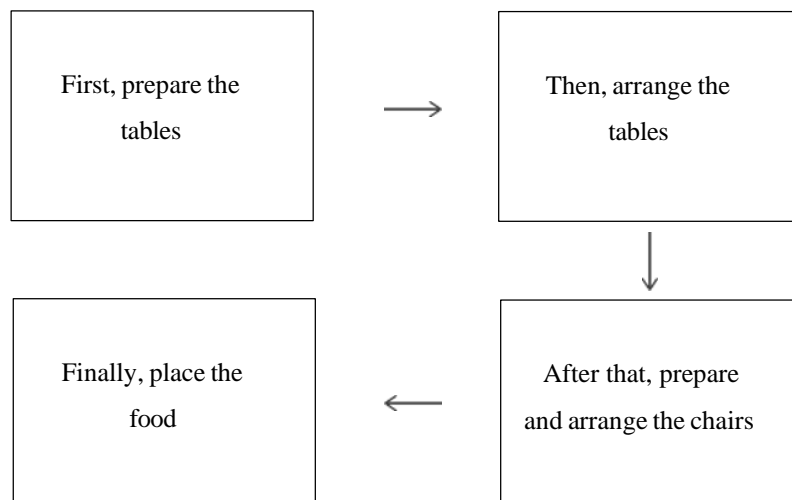 First, prepare the
tables
Then, arrange the
tables
After that, prepare
and arrange the chairs
Finally, place the
food